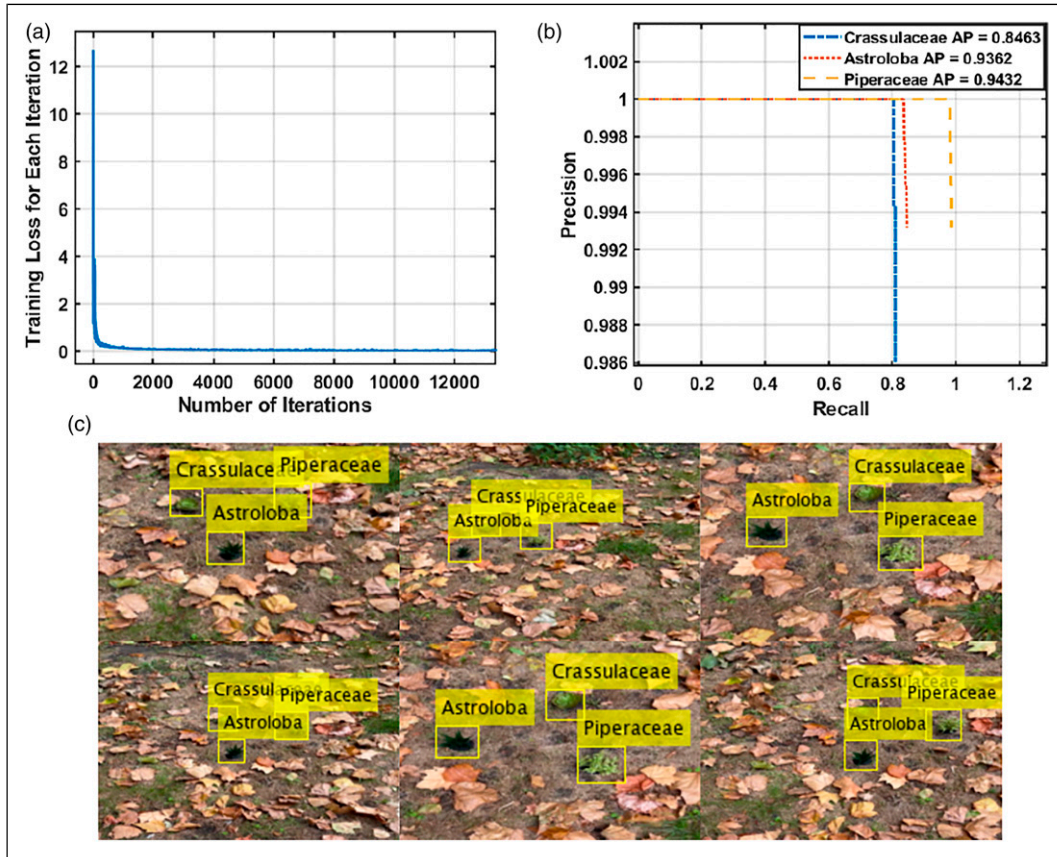 (a)
Training Loss for Each Iteration
12
10
8
6
4
2
0
0 2000 4000 6000 8000 10000 12000
Number of Iterations
(b)
Crassulaceae AP = 0.8463
Astroloba AP = 0.9362
Piperaceae AP = 0.9432
Precision
1.002
1
0.998
0.996
0.994
0.992
0.99
0.988
0.986
0 0.2 0.4 0.6 0.8 1 1.2
Recall
(c)
Crassulaceae Piperaceae
Astroloba
Crassulaceae
Astroloba Piperaceae
Crassulaceae
Astroloba
Piperaceae
Crassulaceae Piperaceae
Astroloba
Crassulaceae
Astroloba
Piperaceae
Crassulaceae
Piperaceae
Astroloba